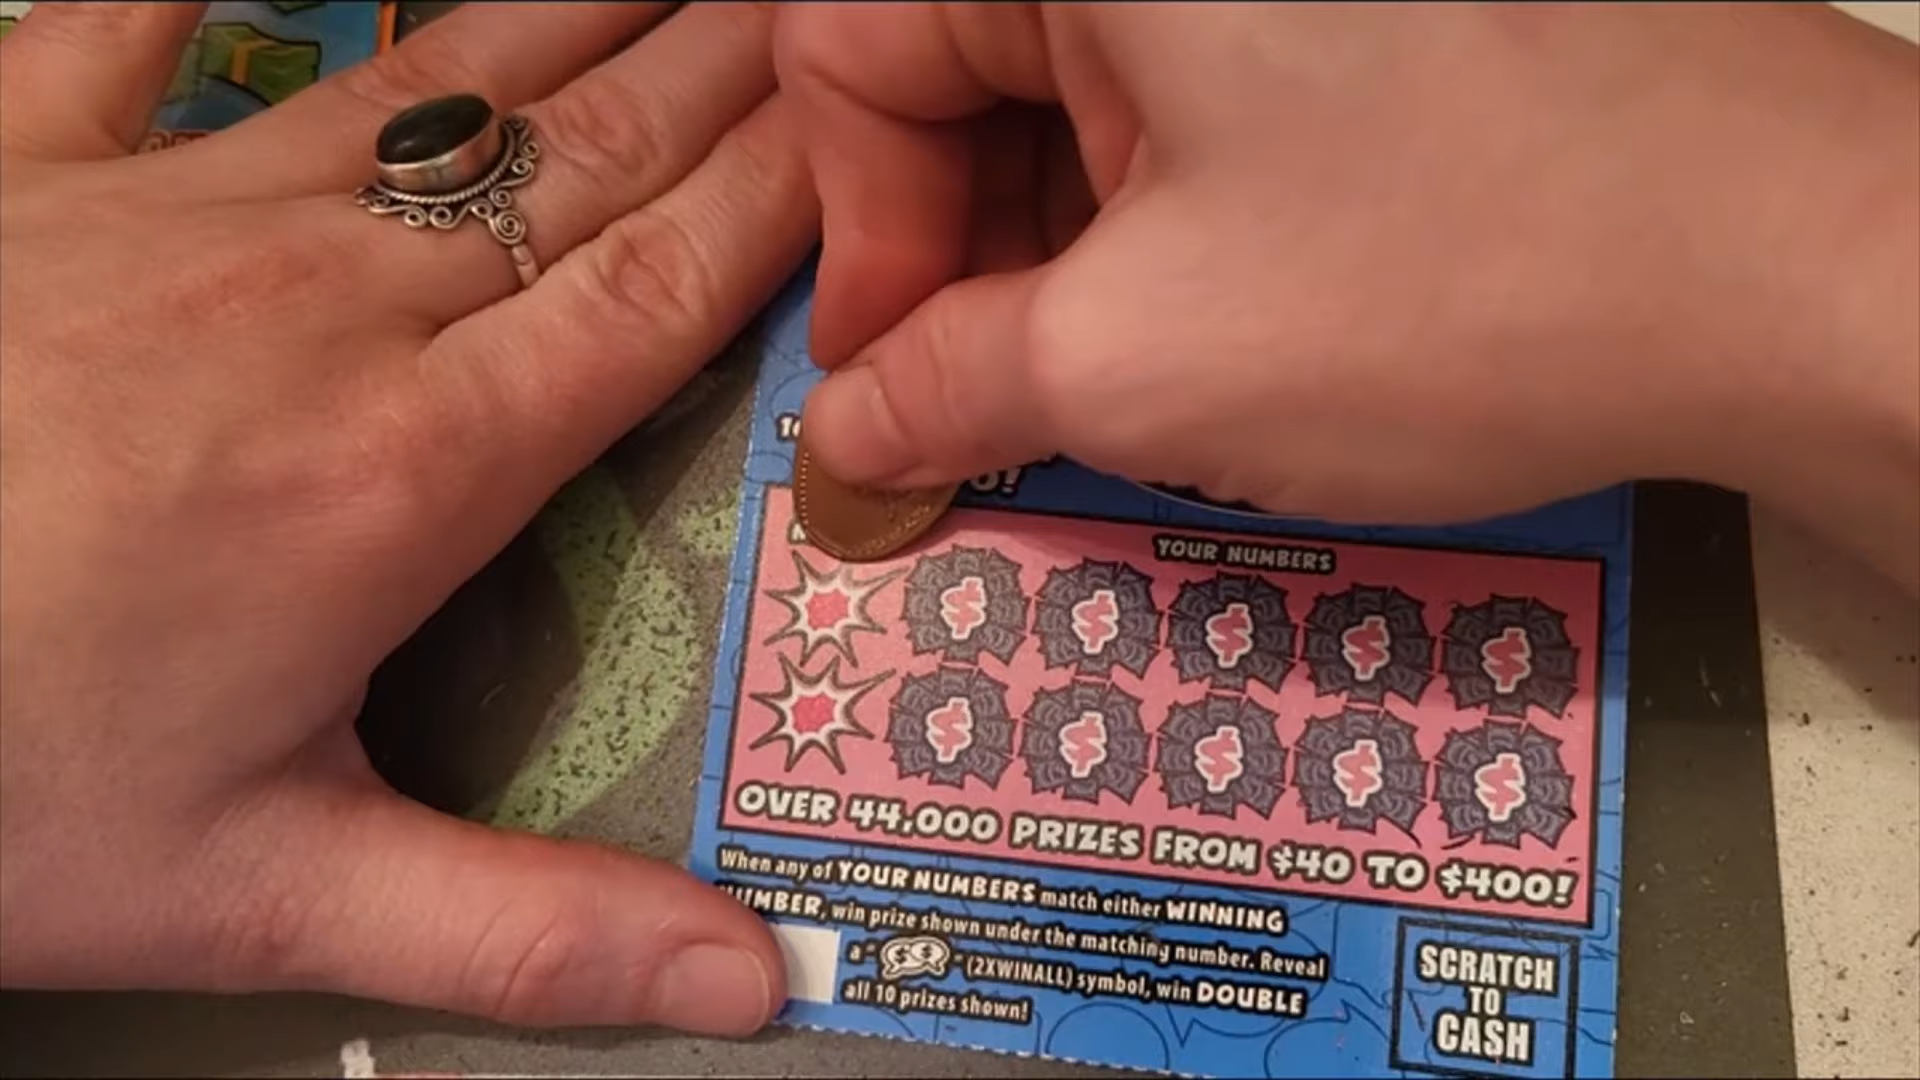 YOUR NUMBERS
OVER 44,000 PRIZES FROM $40 TO $400!
When any of YOUR NUMBERS match either WINNING
NUMBER, win prize shown under the matching number. Reveal
a " $$ " (2XWINALL) symbol, win DOUBLE
all 10 prizes shown!
SCRATCH
TO
CASH